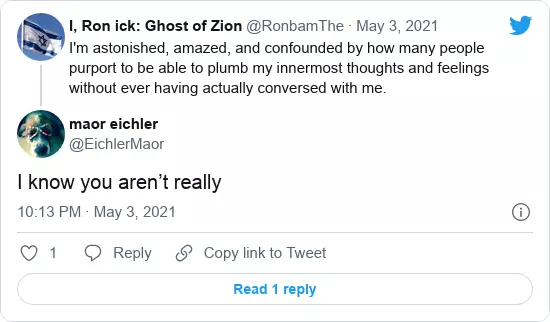 I, Ron ick: Ghost of Zion @RonbamThe · May 3, 2021
I'm astonished, amazed, and confounded by how many people
purport to be able to plumb my innermost thoughts and feelings
without ever having actually conversed with me.
maor eichler
@EichlerMaor
I know you aren’t really
10:13 PM · May 3, 2021
1 Reply Copy link to Tweet
Read 1 reply